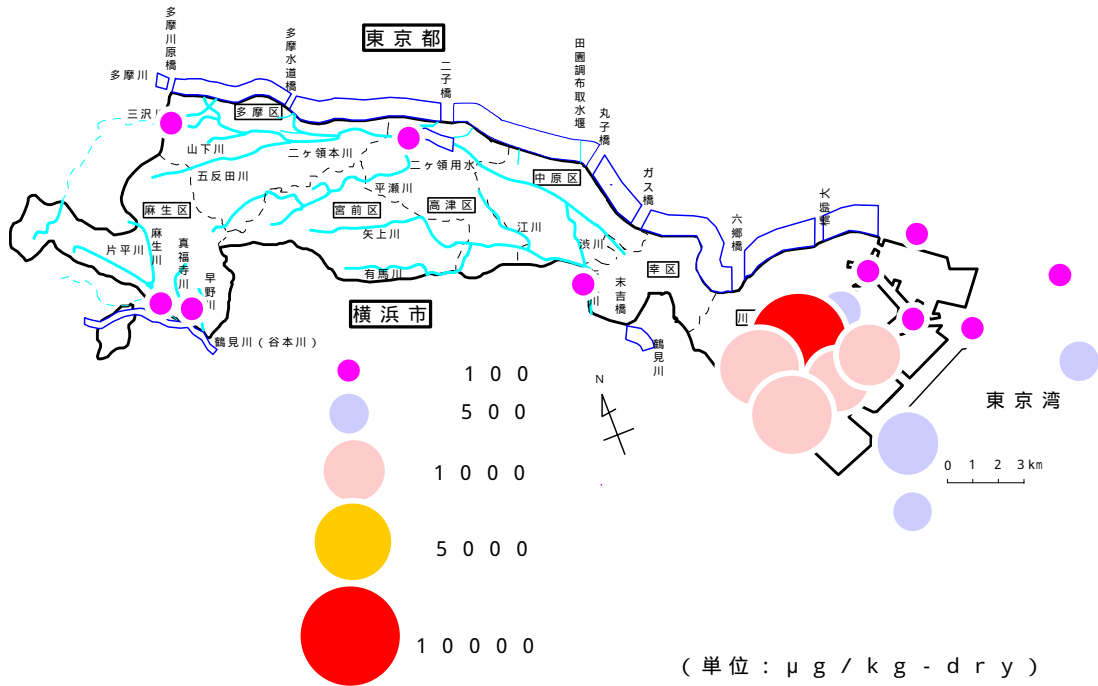 多摩川原橋
多摩水道橋
東京都
二子橋
田園調布取水堰
丸子橋
多摩川
三沢川
多摩区
山下川
二ヶ領本川
二ヶ領用水
五反田川
平瀬川
中原区
ガス橋
麻生区
宮前区
高津区
六郷橋
大師橋
片平川
麻生川
真福寺川
早野川
矢上川
江川
渋川
有馬川
幸区
末吉橋
川
横浜市
川
鶴見川
鶴見川(谷本川)
東京湾
N
0 1 2 3km
100
500
1000
5000
10000
(単位:μg/kg-dry)